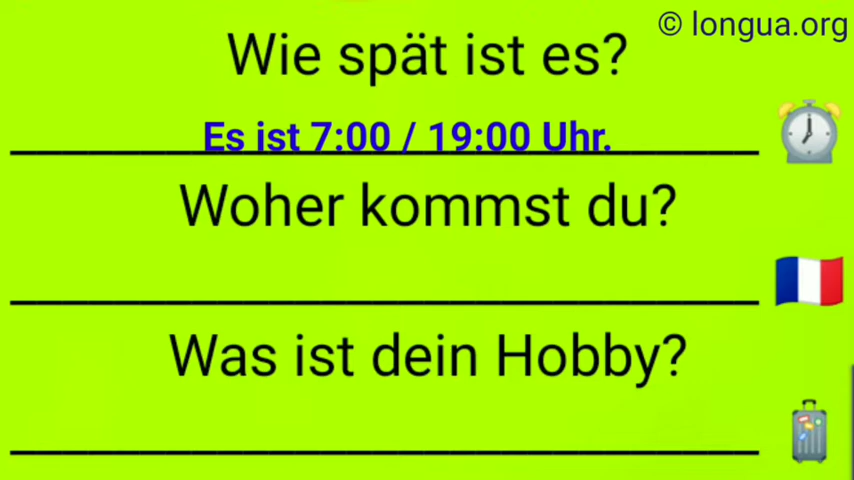 © longua.org
Wie spät ist es?
Es ist 7:00 / 19:00 Uhr.
Woher kommst du?
Was ist dein Hobby?